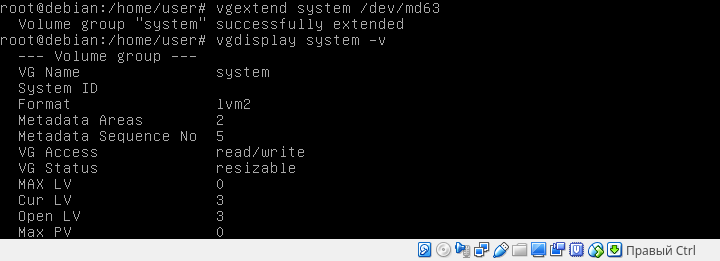 root@debian:/home/user# vgextend system /dev/md63
  Volume group "system" successfully extended
root@debian:/home/user# vgdisplay system -v
  --- Volume group ---
  VG Name               system
  System ID
  Format                lvm2
  Metadata Areas        2
  Metadata Sequence No  5
  VG Access             read/write
  VG Status             resizable
  MAX LV                0
  Cur LV                3
  Open LV               3
  Max PV                0
Правый Ctrl